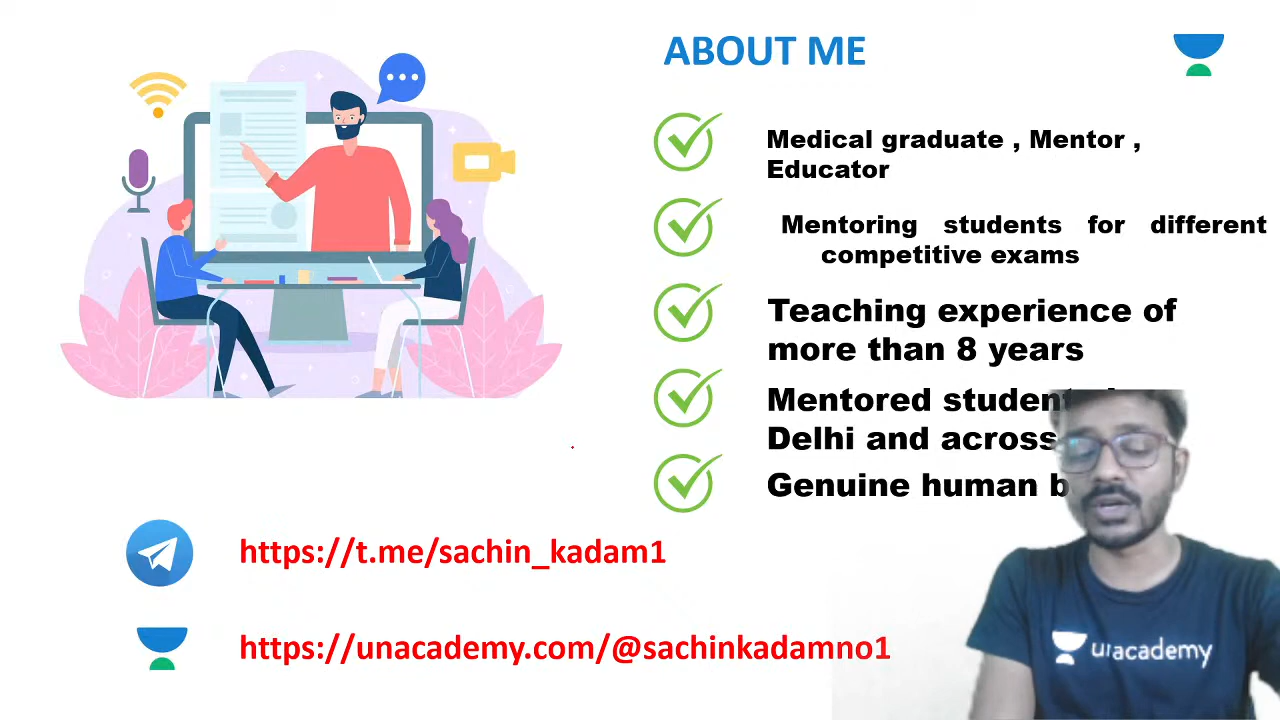 ABOUT ME
Medical graduate , Mentor ,
Educator
Mentoring students for different
competitive exams
Teaching experience of
more than 8 years
Mentored
Delhi and across
Genuine human
https://t.me/sachin_kadam1
https://unacademy.com/@sachinkadamno1
unacademy